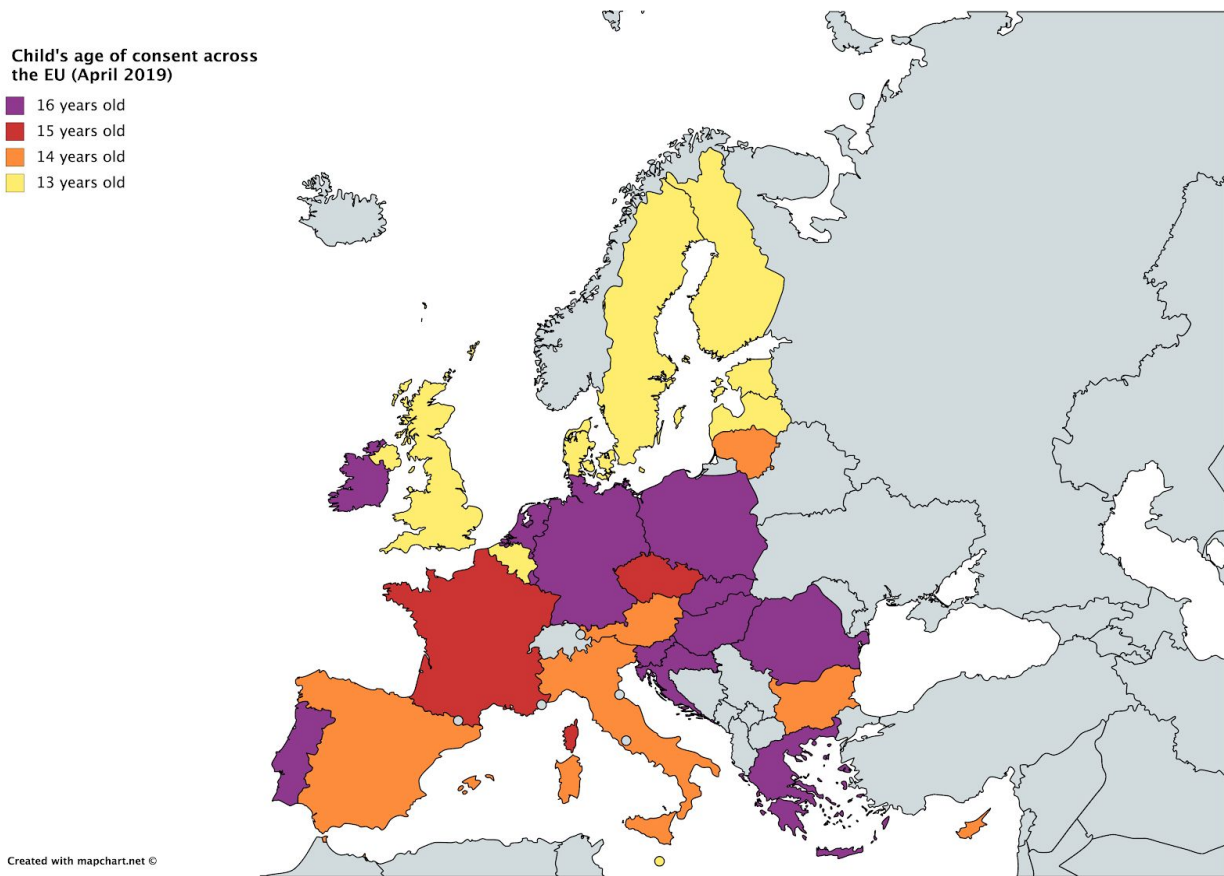 Child's age of consent across
the EU (April 2019)
16 years old
15 years old
14 years old
13 years old
Created with mapchart.net ©